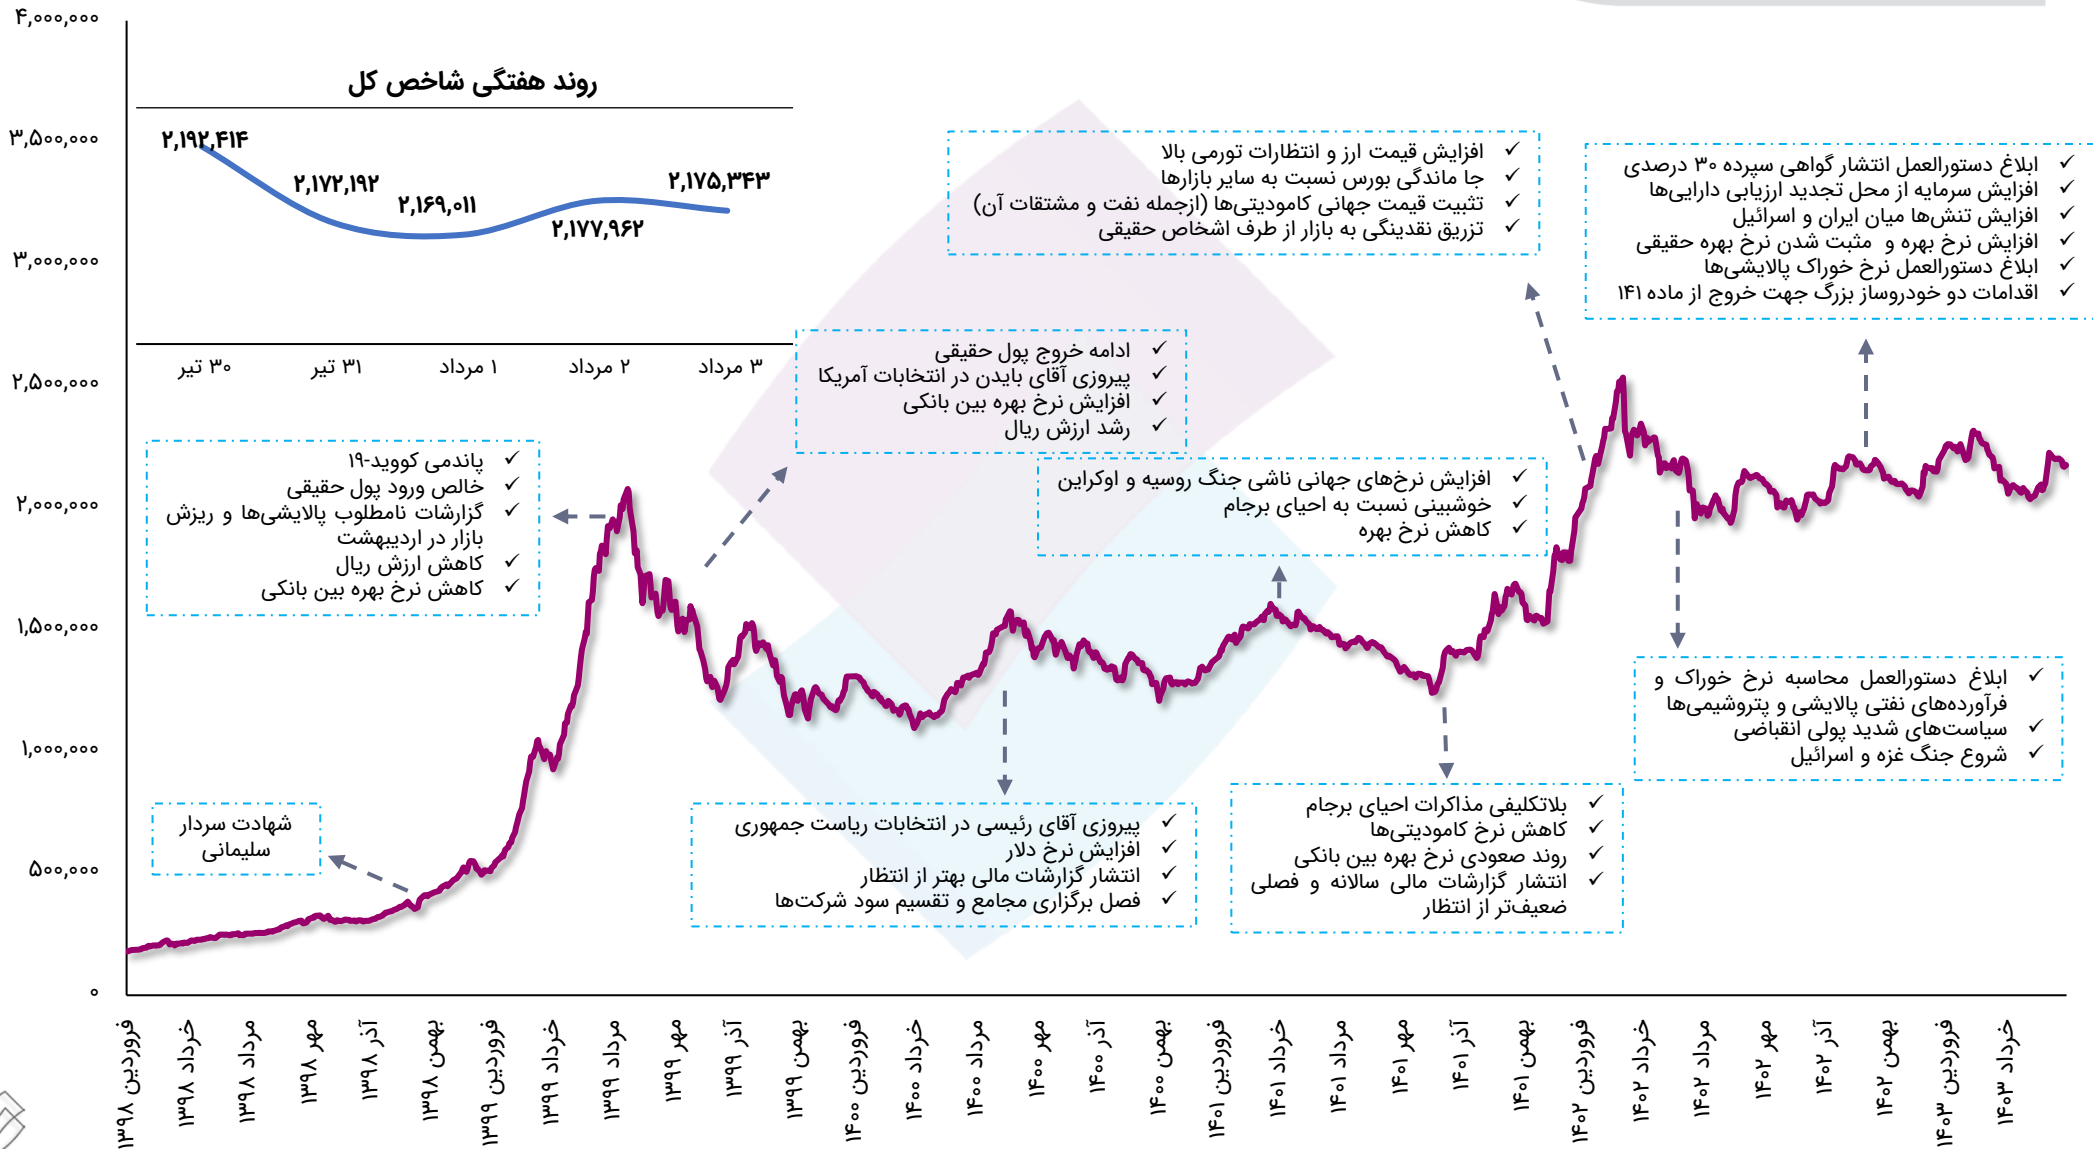 ۴,۰۰۰,۰۰۰
۳,۵۰۰,۰۰۰
۳,۰۰۰,۰۰۰
۲,۵۰۰,۰۰۰
۲,۰۰۰,۰۰۰
۱,۵۰۰,۰۰۰
۱,۰۰۰,۰۰۰
۵۰۰,۰۰۰
۰
روند هفتگی شاخص کل
۲,۱۹۲,۴۱۴
۲,۱۷۲,۱۹۲
۲,۱۶۹,۰۱۱
۲,۱۷۷,۹۶۲
۲,۱۷۵,۳۴۳
۳۰ تیر
۳۱ تیر
۱ مرداد
۲ مرداد
۳ مرداد
✓ افزایش قیمت ارز و انتظارات تورمی بالا
✓ جا ماندگی بورس نسبت به سایر بازارها
✓ تثبیت قیمت جهانی کامودیتی‌ها (ازجمله نفت و مشتقات آن)
✓ تزریق نقدینگی به بازار از طرف اشخاص حقیقی
✓ ابلاغ دستورالعمل انتشار گواهی سپرده ۳۰ درصدی
✓ افزایش سرمایه از محل تجدید ارزیابی دارایی‌ها
✓ افزایش تنش‌ها میان ایران و اسرائیل
✓ افزایش نرخ بهره و مثبت شدن نرخ بهره حقیقی
✓ ابلاغ دستورالعمل نرخ خوراک پالایشی‌ها
✓ اقدامات دو خودروساز بزرگ جهت خروج از ماده ۱۴۱
✓ ادامه خروج پول حقیقی
✓ پیروزی آقای بایدن در انتخابات آمریکا
✓ افزایش نرخ بهره بین بانکی
✓ رشد ارزش ریال
✓ پاندمی کووید-۱۹
✓ خالص ورود پول حقیقی
✓ گزارشات نامطلوب پالایشی‌ها و ریزش
بازار در اردیبهشت
✓ کاهش ارزش ریال
✓ کاهش نرخ بهره بین بانکی
✓ افزایش نرخ‌های جهانی ناشی جنگ روسیه و اوکراین
✓ خوشبینی نسبت به احیای برجام
✓ کاهش نرخ بهره
✓ ابلاغ دستورالعمل محاسبه نرخ خوراک و
فرآورده‌های نفتی پالایشی و پتروشیمی‌ها
✓ سیاست‌های شدید پولی انقباضی
✓ شروع جنگ غزه و اسرائیل
شهادت سردار
سلیمانی
✓ پیروزی آقای رئیسی در انتخابات ریاست جمهوری
✓ افزایش نرخ دلار
✓ انتشار گزارشات مالی بهتر از انتظار
✓ فصل برگزاری مجامع و تقسیم سود شرکت‌ها
✓ بلاتکلیفی مذاکرات احیای برجام
✓ کاهش نرخ کامودیتی‌ها
✓ روند صعودی نرخ بهره بین بانکی
✓ انتشار گزارشات مالی سالانه و فصلی
ضعیف‌تر از انتظار
فروردین ۱۳۹۸
خرداد ۱۳۹۸
مرداد ۱۳۹۸
مهر ۱۳۹۸
آذر ۱۳۹۸
بهمن ۱۳۹۸
فروردین ۱۳۹۹
خرداد ۱۳۹۹
مرداد ۱۳۹۹
مهر ۱۳۹۹
آذر ۱۳۹۹
بهمن ۱۳۹۹
فروردین ۱۴۰۰
خرداد ۱۴۰۰
مرداد ۱۴۰۰
مهر ۱۴۰۰
آذر ۱۴۰۰
بهمن ۱۴۰۰
فروردین ۱۴۰۱
خرداد ۱۴۰۱
مرداد ۱۴۰۱
مهر ۱۴۰۱
آذر ۱۴۰۱
بهمن ۱۴۰۱
فروردین ۱۴۰۲
خرداد ۱۴۰۲
مرداد ۱۴۰۲
مهر ۱۴۰۲
آذر ۱۴۰۲
بهمن ۱۴۰۲
فروردین ۱۴۰۳
خرداد ۱۴۰۳